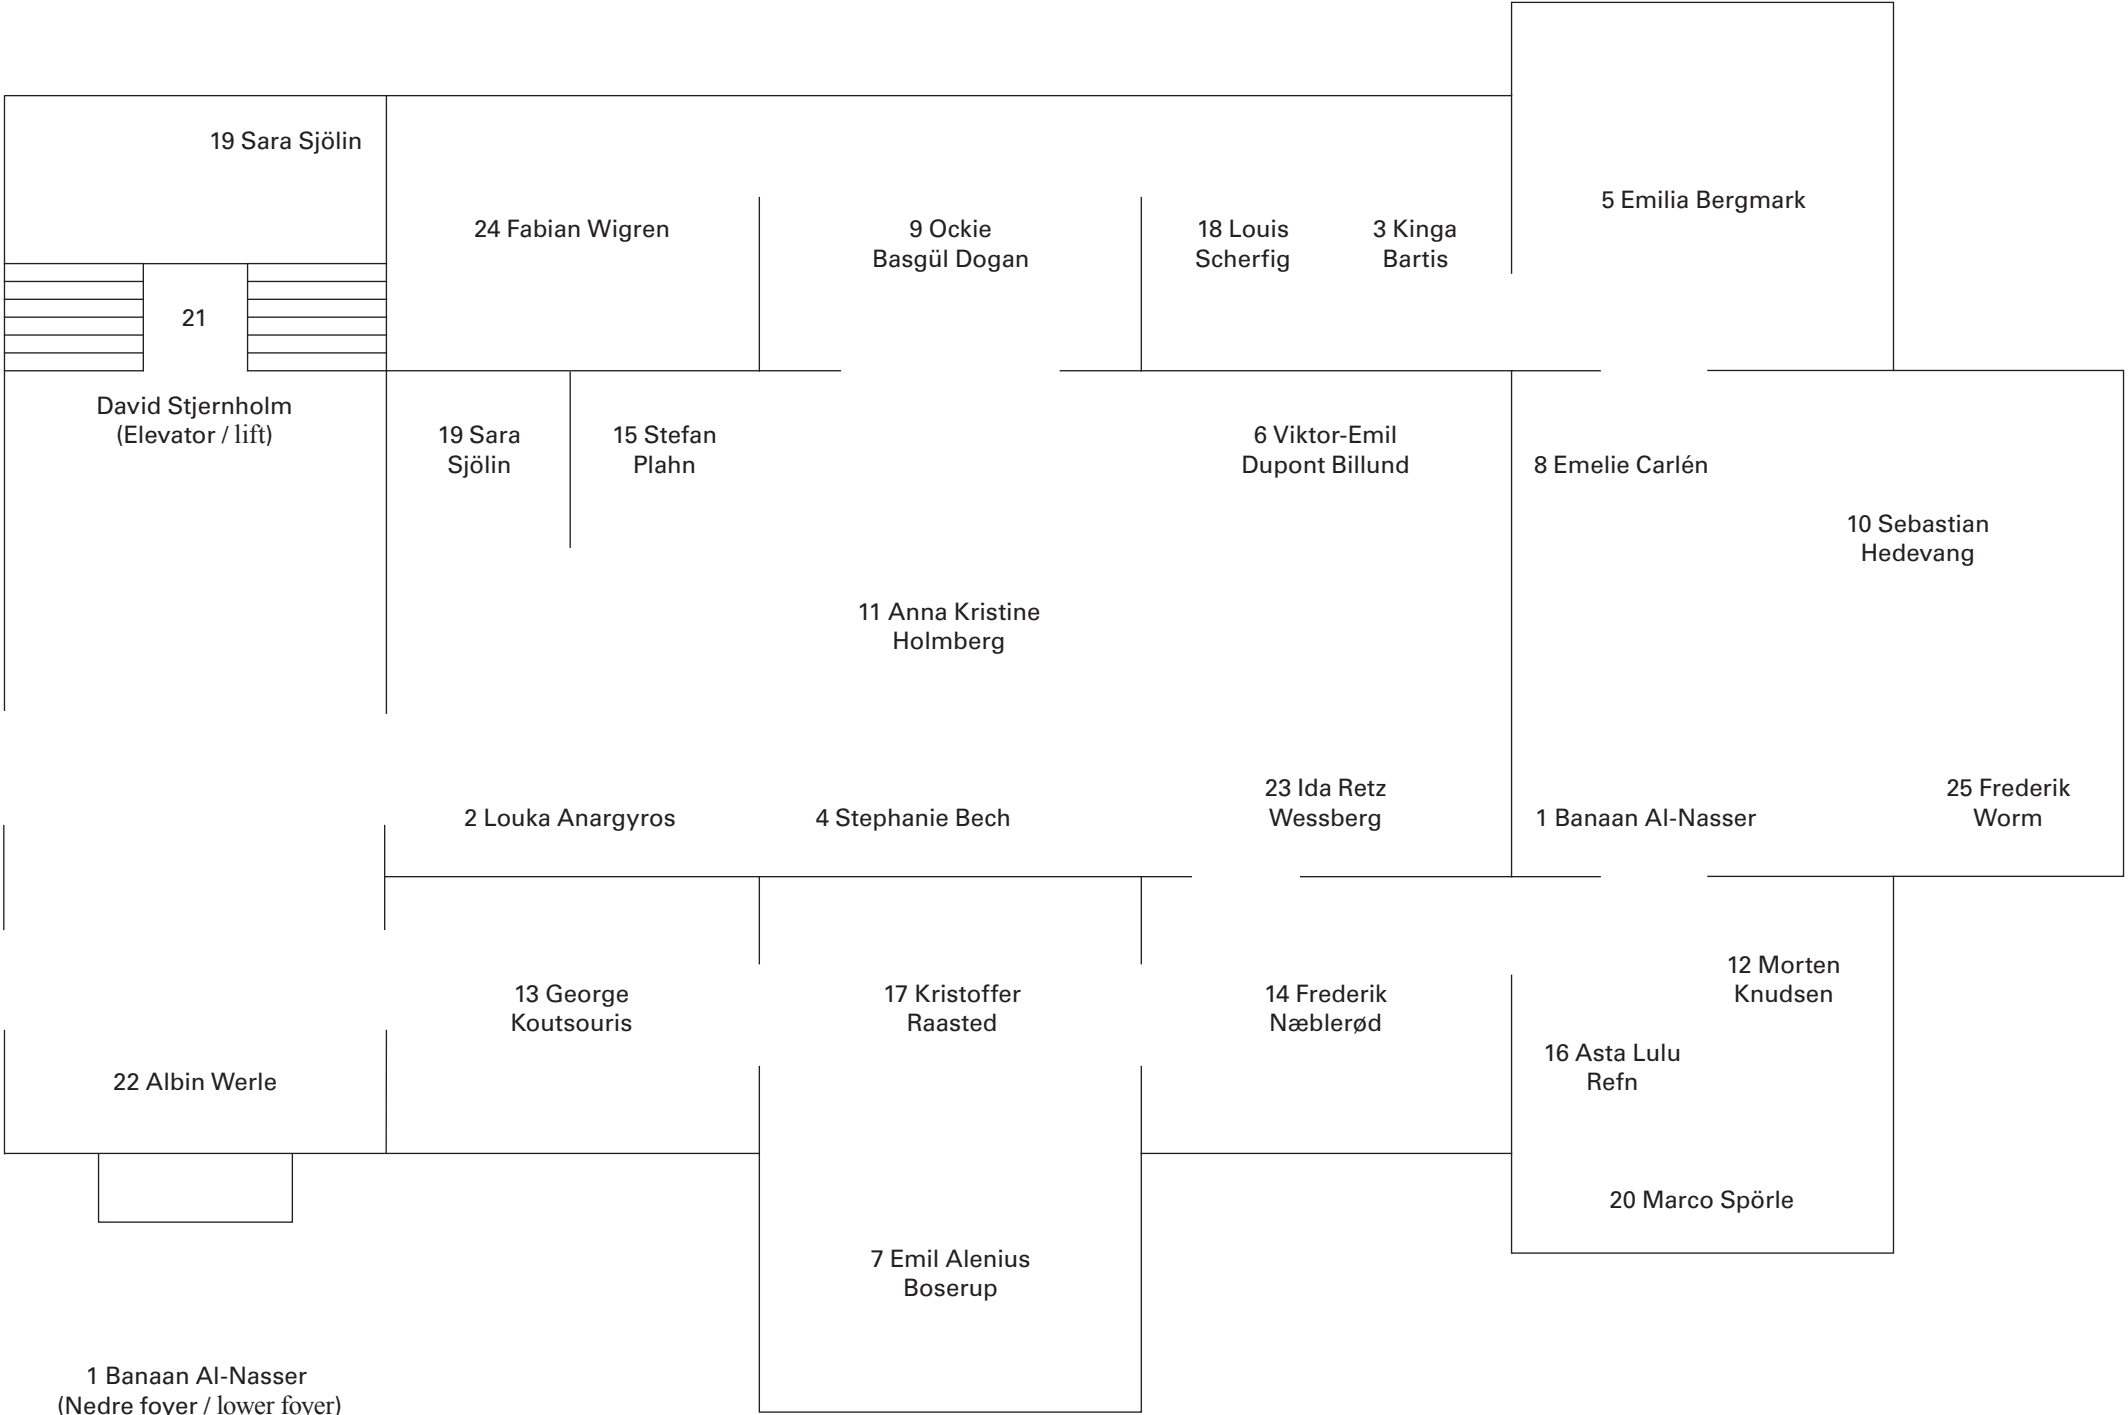 19 Sara Sjölin
5 Emilia Bergmark
24 Fabian Wigren
9 Ockie
Basgül Dogan
18 Louis
Scherfig
3 Kinga
Bartis
21
David Stjernholm
(Elevator / lift)
19 Sara
Sjölin
15 Stefan
Plahn
6 Viktor-Emil
Dupont Billund
8 Emelie Carlén
10 Sebastian
Hedevang
11 Anna Kristine
Holmberg
2 Louka Anargyros
4 Stephanie Bech
23 Ida Retz
Wessberg
1 Banaan Al-Nasser
25 Frederik
Worm
13 George
Koutsouris
17 Kristoffer
Raasted
14 Frederik
Næblerød
12 Morten
Knudsen
16 Asta Lulu
Refn
22 Albin Werle
20 Marco Spörle
7 Emil Alenius
Boserup
1 Banaan Al-Nasser
(Nedre foyer / lower foyer)